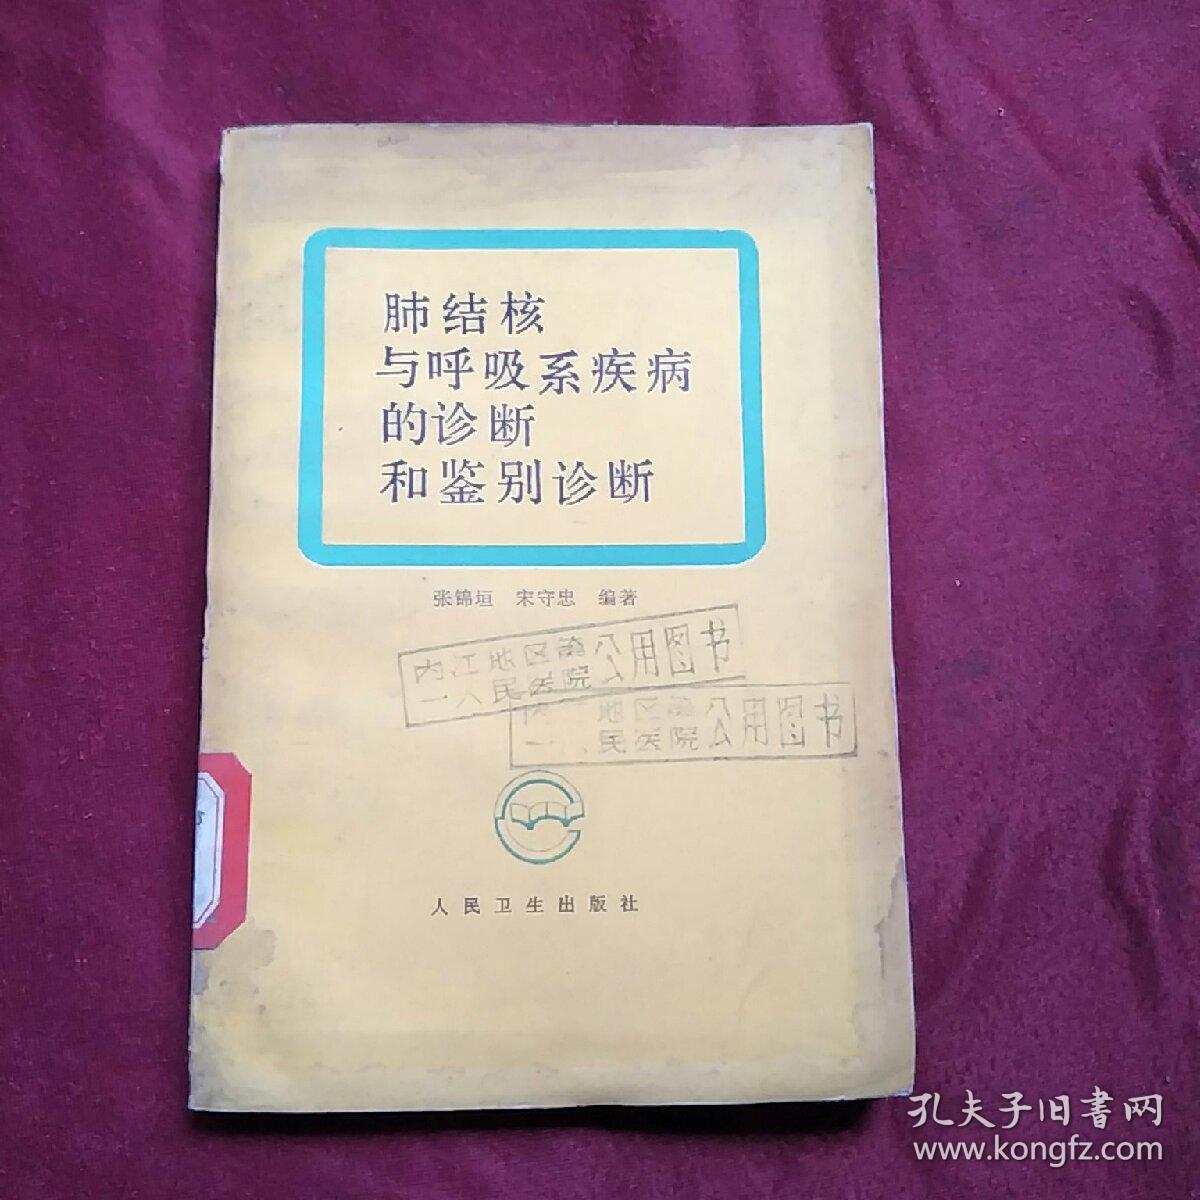 肺结核
与呼吸系疾病
的诊断
和鉴别诊断
张锦垣 宋守忠 编著
内江地区第
一人民医院 公用图书
地区第
民医院 公用图书
人民卫生出版社
孔夫子旧書网
www.kongfz.com